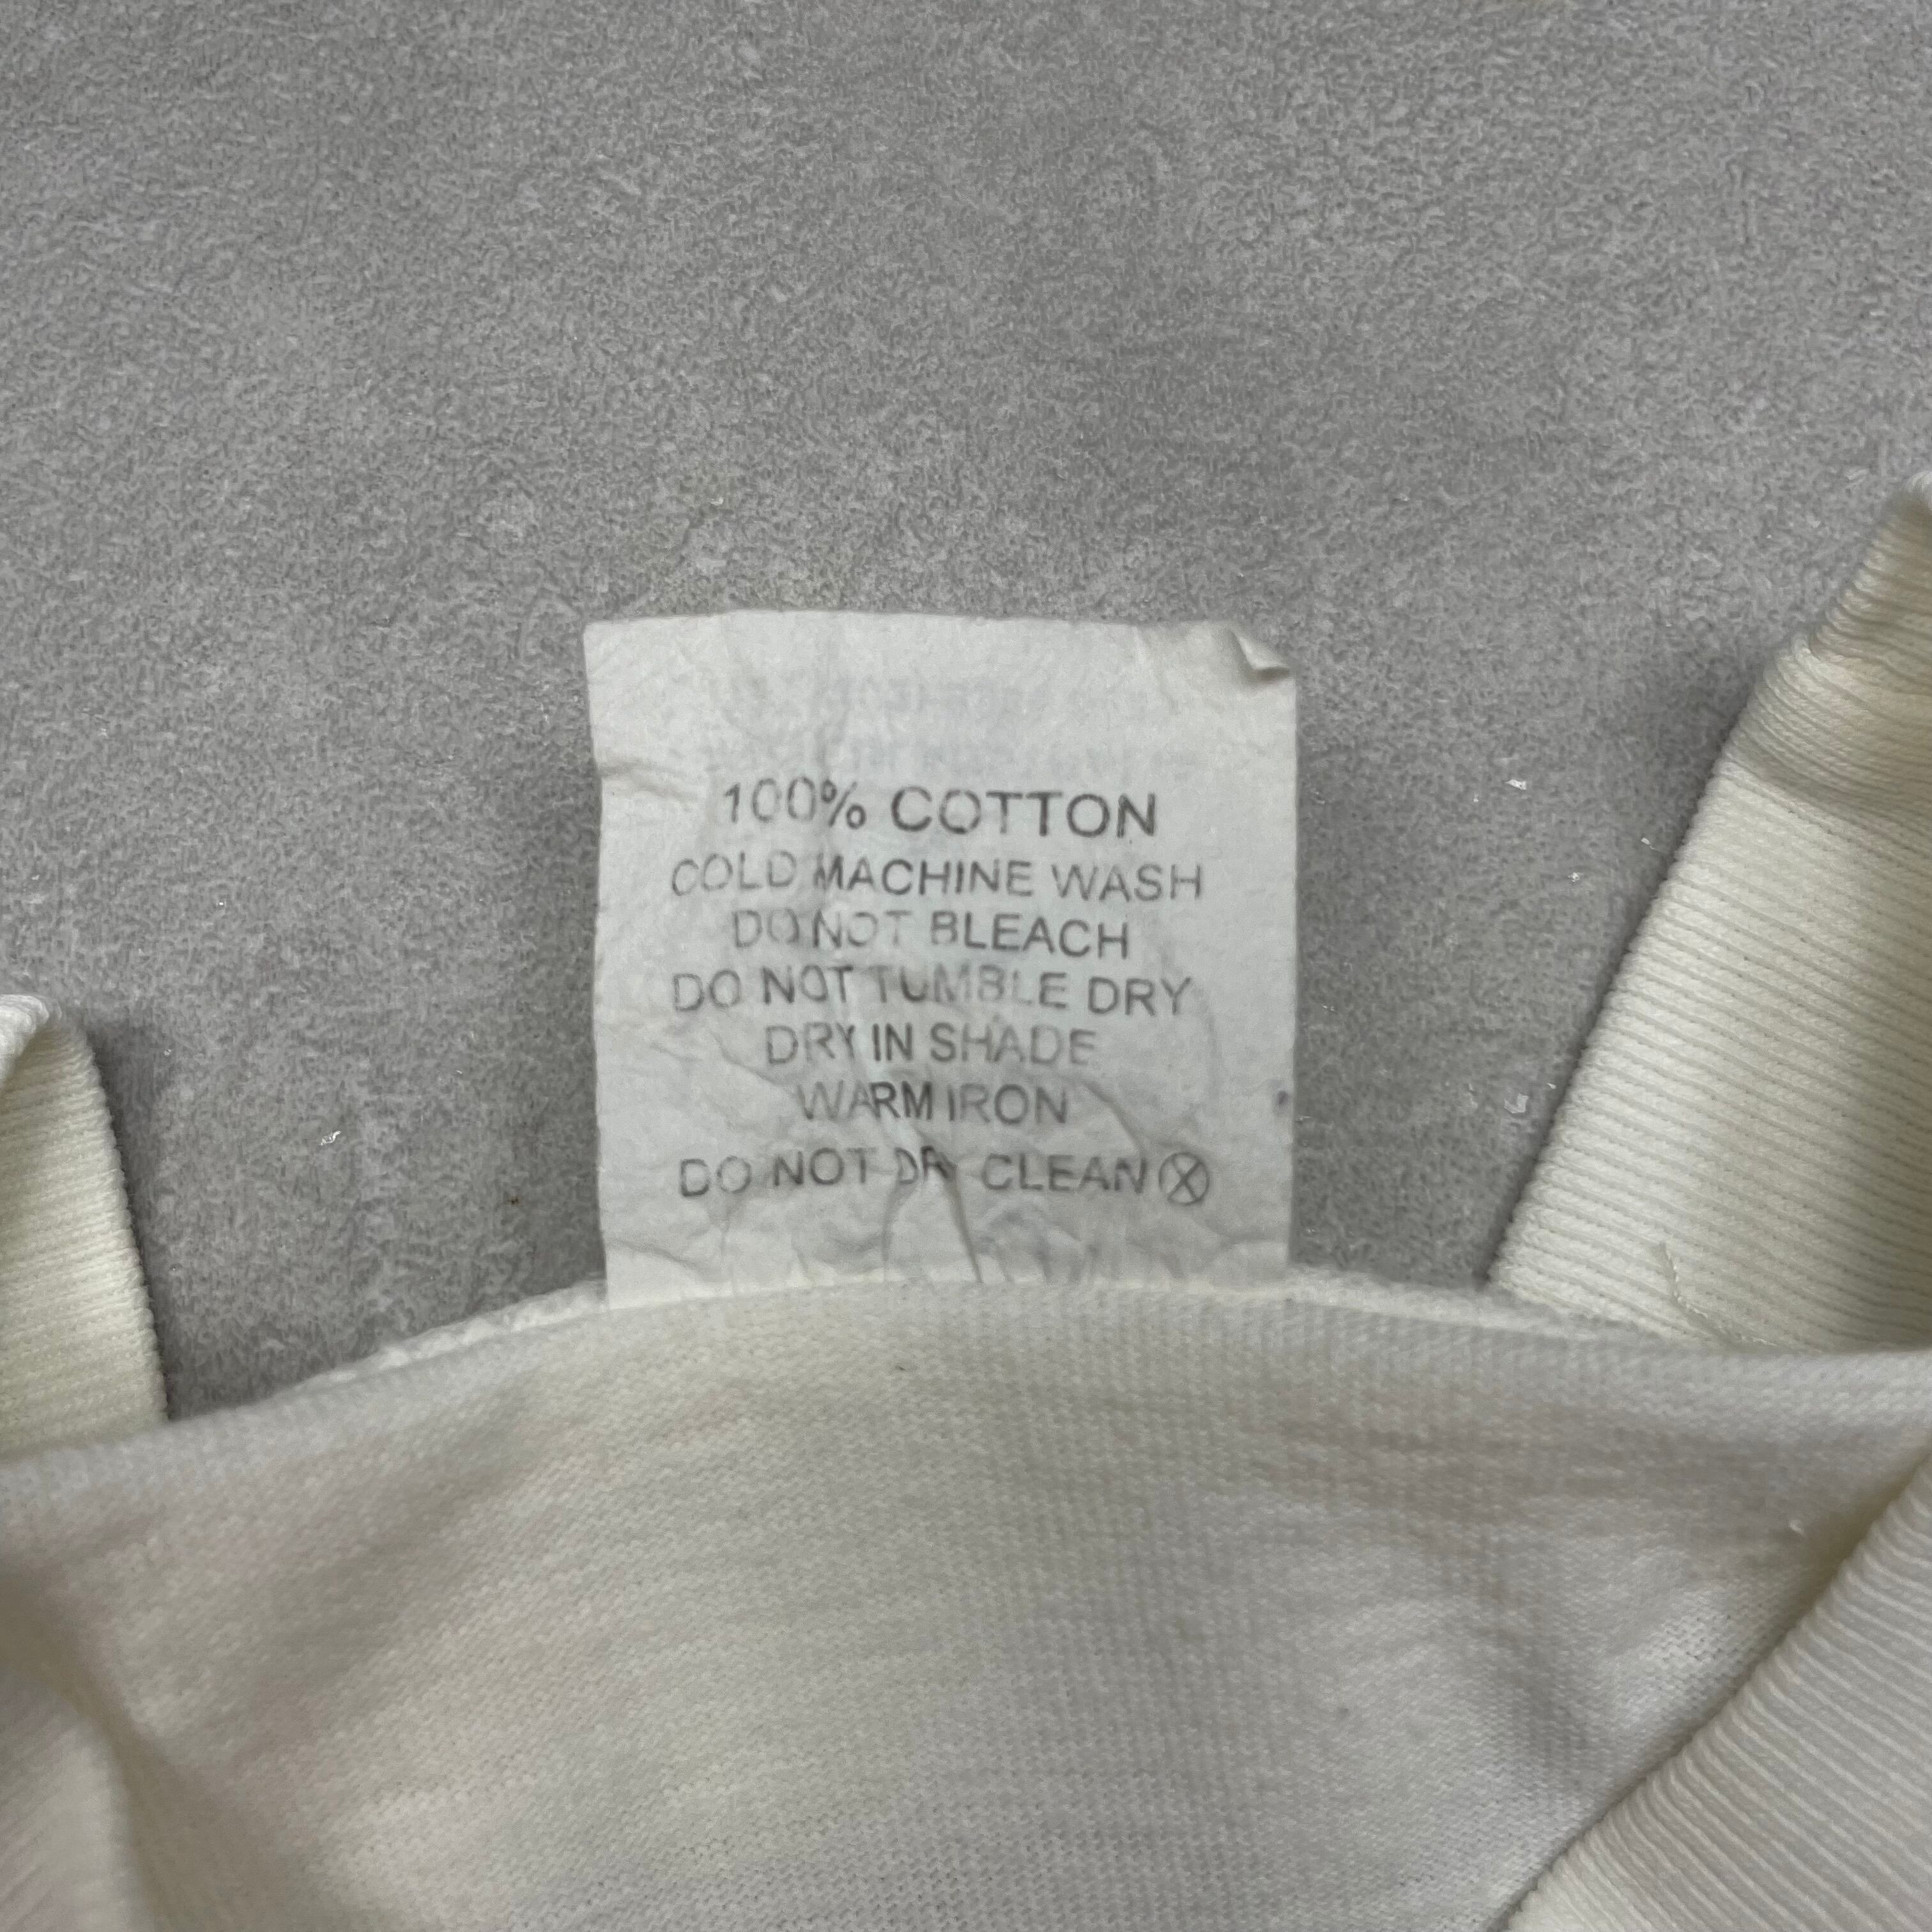 100% COTTON
COLD MACHINE WASH
DO NOT BLEACH
DO NOT TUMBLE DRY
DRY IN SHADE
WARM IRON
DO NOT DRY CLEAN